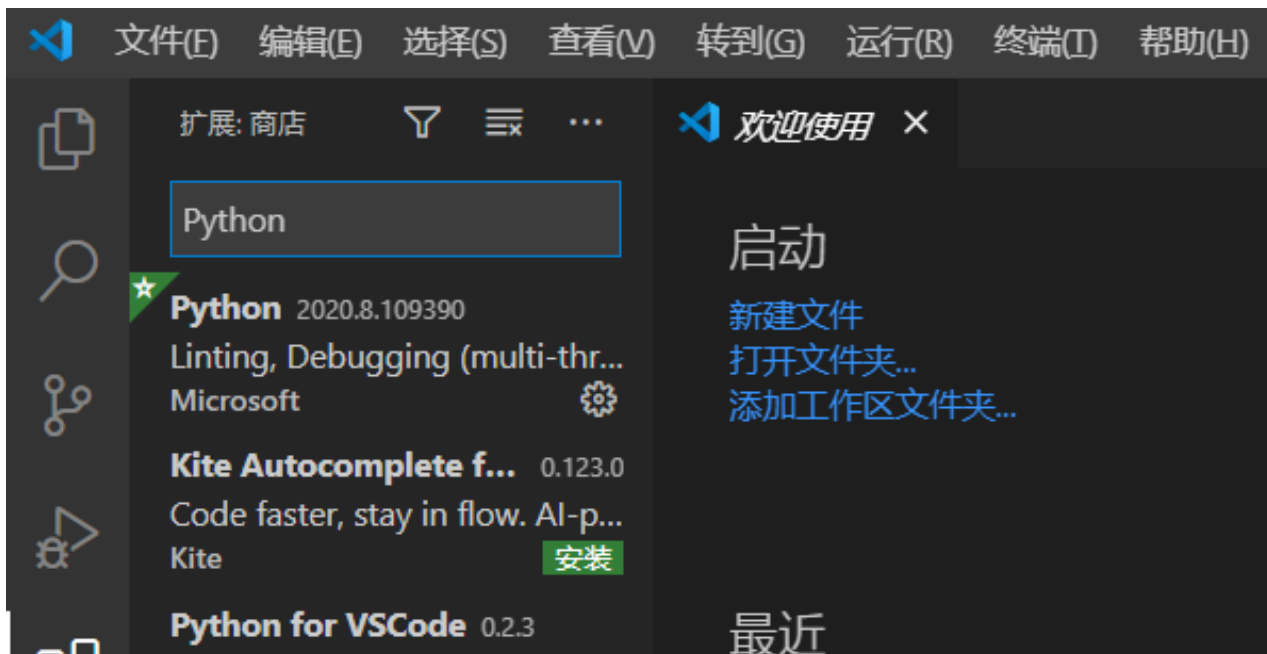 文件(F) 编辑(E) 选择(S) 查看(V) 转到(G) 运行(R) 终端(T) 帮助(H)
扩展: 商店
Python
Python 2020.8.109390
Linting, Debugging (multi-thr...
Microsoft
Kite Autocomplete f... 0.123.0
Code faster, stay in flow. AI-p...
Kite 安装
Python for VSCode 0.2.3
欢迎使用
启动
新建文件
打开文件夹...
添加工作区文件夹...
最近